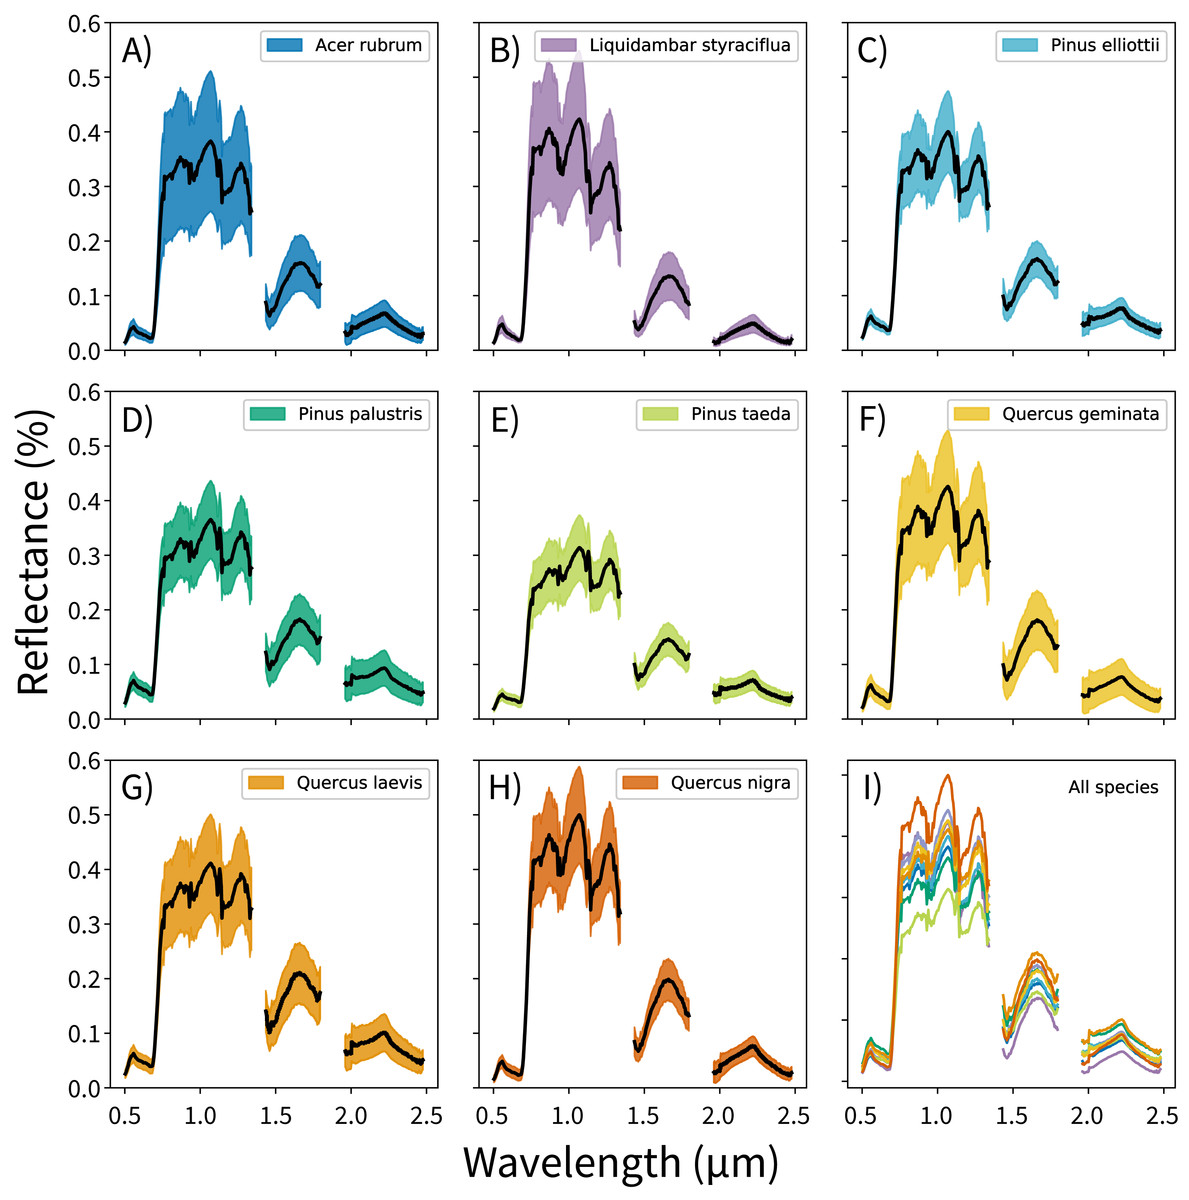 0.6
0.5
0.4
0.3
0.2
0.1
0.0
A)
Acer rubrum
B)
Liquidambar styraciflua
C)
Pinus elliottii
0.6
0.5
0.4
0.3
0.2
0.1
0.0
D)
Pinus palustris
E)
Pinus taeda
F)
Quercus geminata
Reflectance (%)
0.6
0.5
0.4
0.3
0.2
0.1
0.0
G)
Quercus laevis
H)
Quercus nigra
I)
All species
0.5 1.0 1.5 2.0 2.5
0.5 1.0 1.5 2.0 2.5
0.5 1.0 1.5 2.0 2.5
Wavelength (μm)